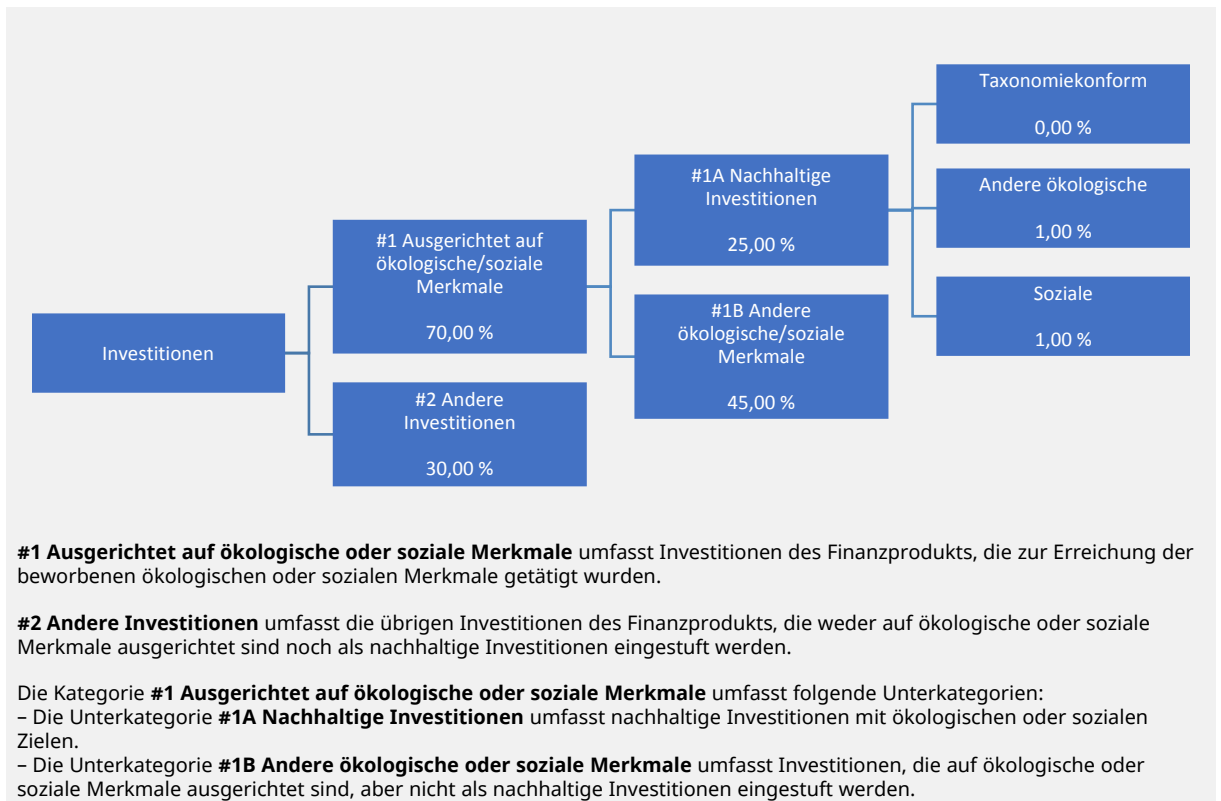 Investitionen
#1 Ausgerichtet auf
ökologische/soziale
Merkmale
70,00 %
#2 Andere
Investitionen
30,00 %
#1A Nachhaltige
Investitionen
25,00 %
#1B Andere
ökologische/soziale
Merkmale
45,00 %
Taxonomiekonform
0,00 %
Andere ökologische
1,00 %
Soziale
1,00 %
#1 Ausgerichtet auf ökologische oder soziale Merkmale umfasst Investitionen des Finanzprodukts, die zur Erreichung der
beworbenen ökologischen oder sozialen Merkmale getätigt wurden.
#2 Andere Investitionen umfasst die übrigen Investitionen des Finanzprodukts, die weder auf ökologische oder soziale
Merkmale ausgerichtet sind noch als nachhaltige Investitionen eingestuft werden.
Die Kategorie #1 Ausgerichtet auf ökologische oder soziale Merkmale umfasst folgende Unterkategorien:
– Die Unterkategorie #1A Nachhaltige Investitionen umfasst nachhaltige Investitionen mit ökologischen oder sozialen
Zielen.
– Die Unterkategorie #1B Andere ökologische oder soziale Merkmale umfasst Investitionen, die auf ökologische oder
soziale Merkmale ausgerichtet sind, aber nicht als nachhaltige Investitionen eingestuft werden.